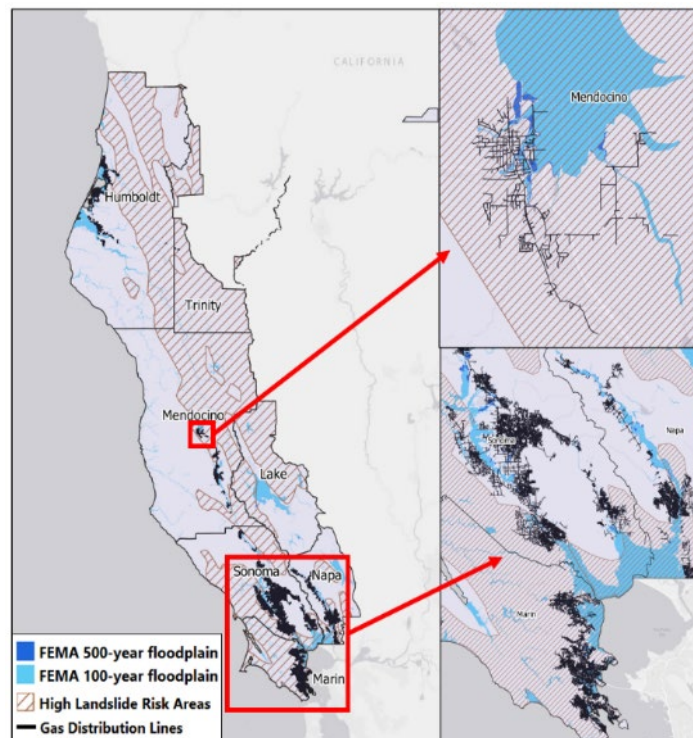 CALIFORNIA
Humboldt
Trinity
Mendocino
Lake
Sonoma
Napa
Marin
FEMA 500-year floodplain
FEMA 100-year floodplain
High Landslide Risk Areas
Gas Distribution Lines
Mendocino
Sonoma
Napa
Marin